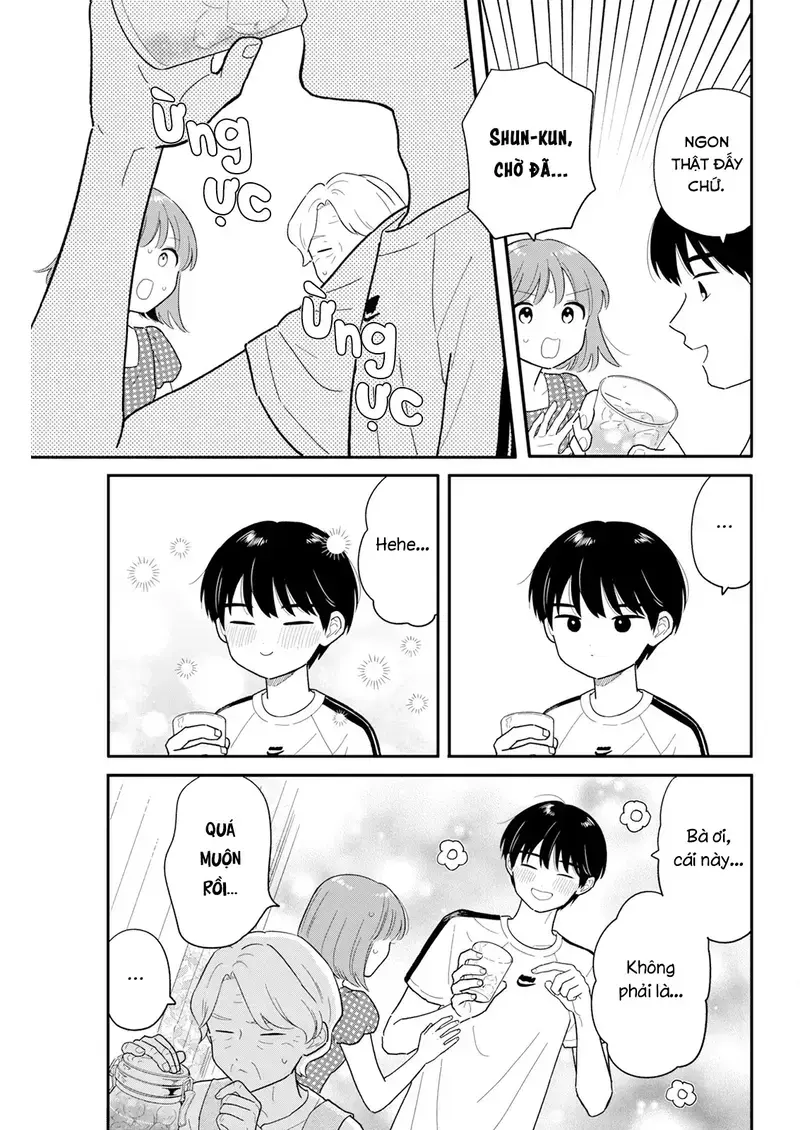 NGON
THẬT ĐẤY
CHỨ.
SHUN-KUN,
CHỜ ĐÃ...
ừng
ực
ừng
ực
...
Hehe...
Bà ơi,
cái này...
Không
phải là...
QUÁ
MUỘN
RỒI...
...